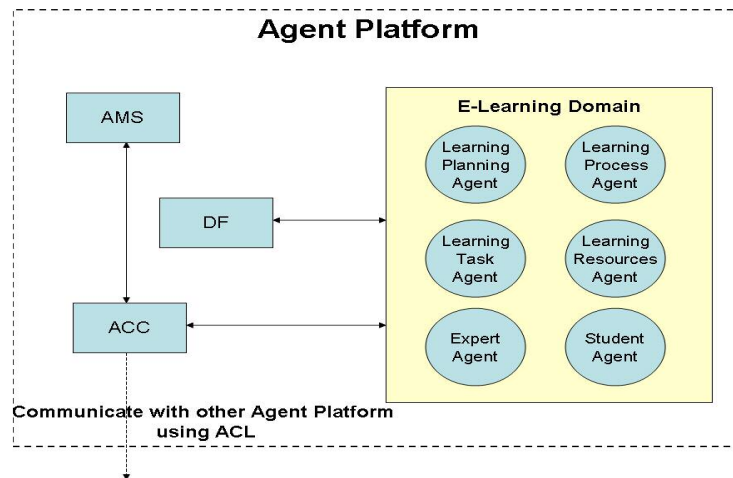 Agent Platform
AMS
DF
ACC
Communicate with other Agent Platform
using ACL
E-Learning Domain
Learning
Planning
Agent
Learning
Process
Agent
Learning
Task
Agent
Learning
Resources
Agent
Expert
Agent
Student
Agent